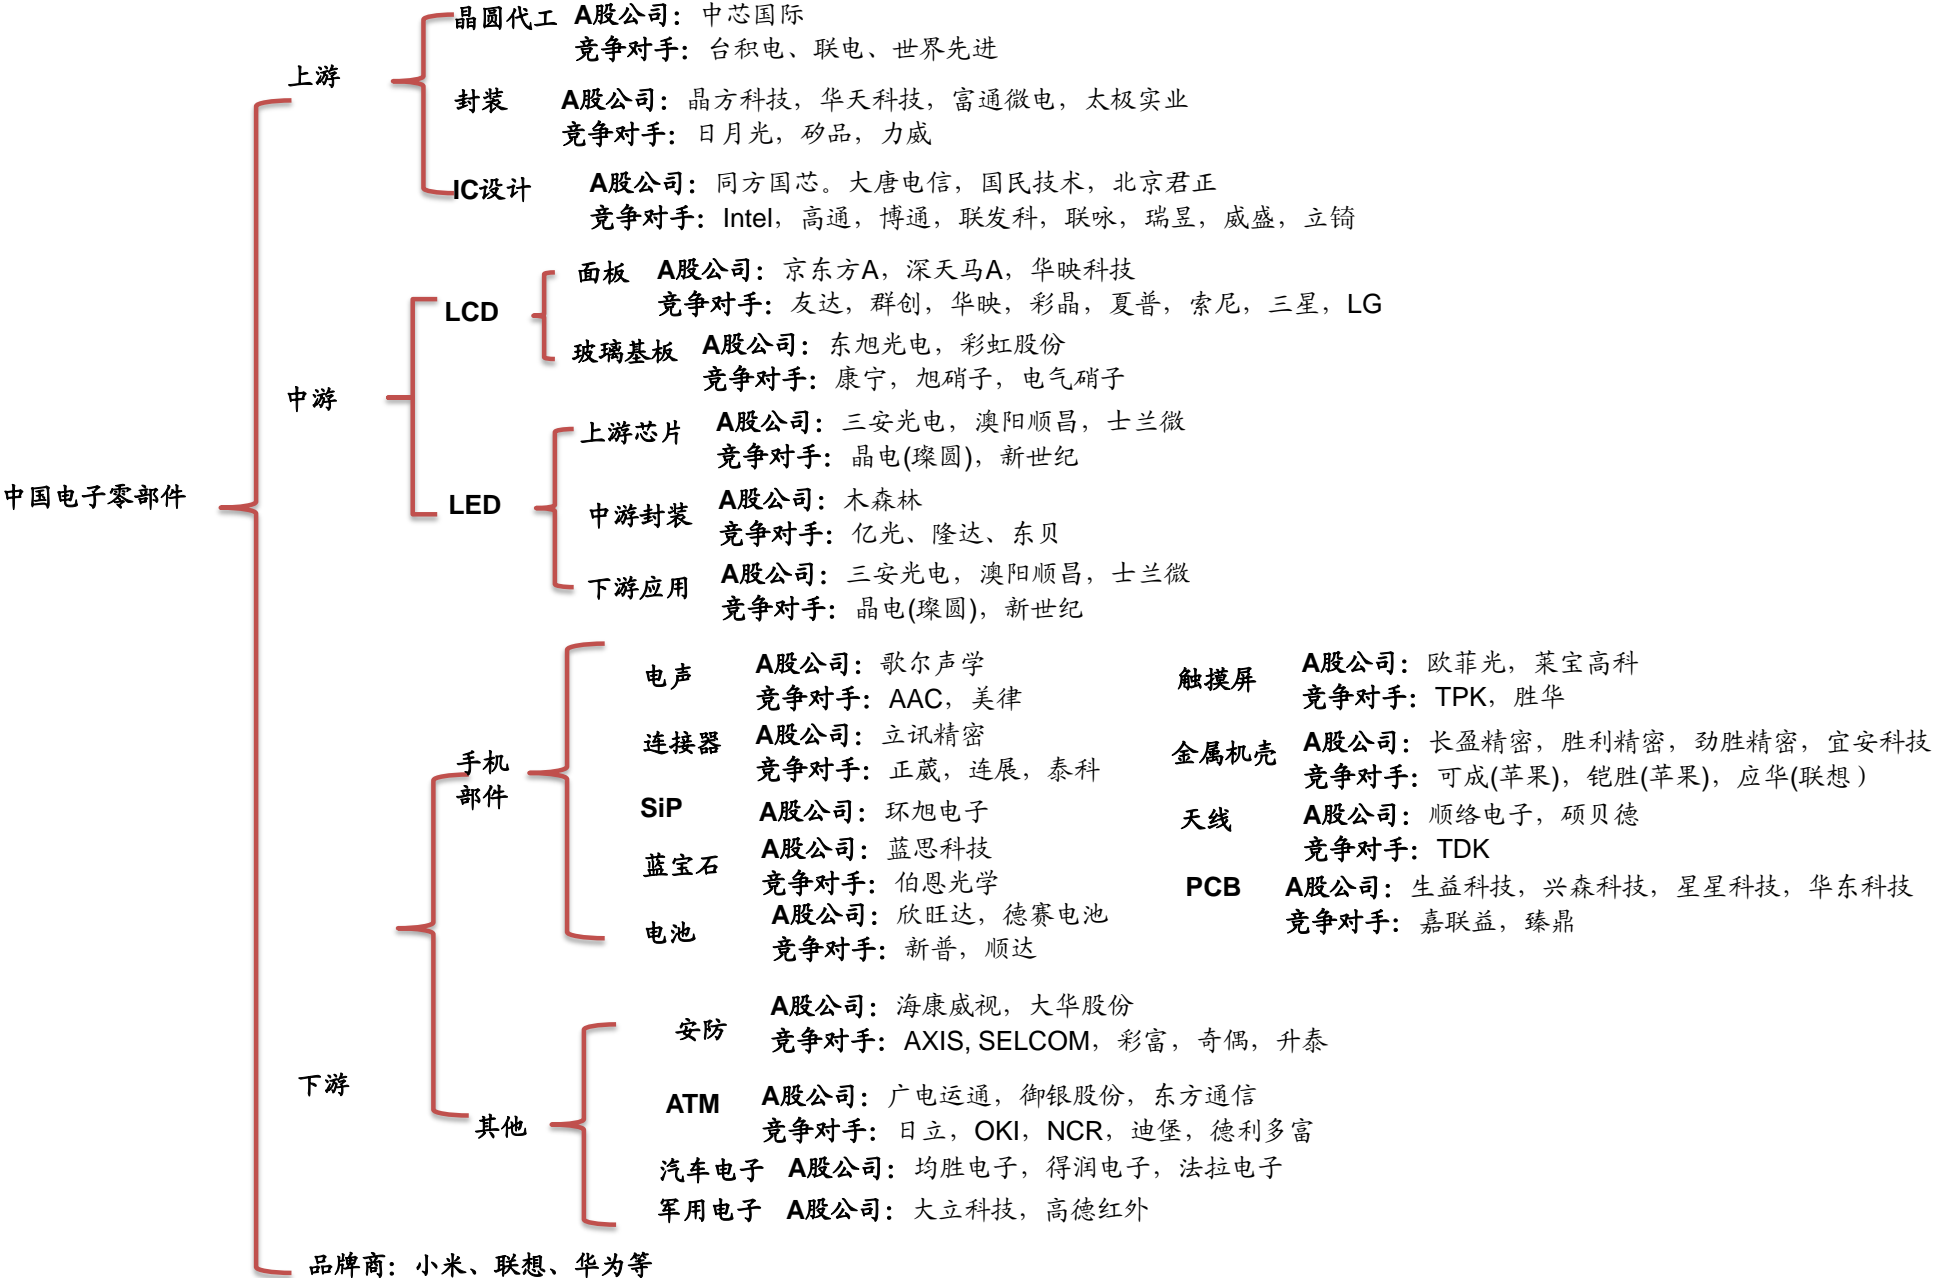 中国电子零部件
上游
晶圆代工 A股公司：中芯国际
竞争对手：台积电、联电、世界先进
封装 A股公司：晶方科技，华天科技，富通微电，太极实业
竞争对手：日月光，矽品，力威
IC设计 A股公司：同方国芯。大唐电信，国民技术，北京君正
竞争对手：Intel，高通，博通，联发科，联咏，瑞昱，威盛，立锜
中游
LCD
面板 A股公司：京东方A，深天马A，华映科技
竞争对手：友达，群创，华映，彩晶，夏普，索尼，三星，LG
玻璃基板 A股公司：东旭光电，彩虹股份
竞争对手：康宁，旭硝子，电气硝子
LED
上游芯片 A股公司：三安光电，澳阳顺昌，士兰微
竞争对手：晶电(璨圆)，新世纪
中游封装 A股公司：木森林
竞争对手：亿光、隆达、东贝
下游应用 A股公司：三安光电，澳阳顺昌，士兰微
竞争对手：晶电(璨圆)，新世纪
下游
手机
部件
电声 A股公司：歌尔声学
竞争对手：AAC，美律
连接器 A股公司：立讯精密
竞争对手：正葳，连展，泰科
SiP A股公司：环旭电子
蓝宝石 A股公司：蓝思科技
竞争对手：伯恩光学
电池 A股公司：欣旺达，德赛电池
竞争对手：新普，顺达
触摸屏 A股公司：欧菲光，莱宝高科
竞争对手：TPK，胜华
金属机壳 A股公司：长盈精密，胜利精密，劲胜精密，宜安科技
竞争对手：可成(苹果)，铠胜(苹果)，应华(联想）
天线 A股公司：顺络电子，硕贝德
竞争对手：TDK
PCB A股公司：生益科技，兴森科技，星星科技，华东科技
竞争对手：嘉联益，臻鼎
其他
安防 A股公司：海康威视，大华股份
竞争对手：AXIS, SELCOM，彩富，奇偶，升泰
ATM A股公司：广电运通，御银股份，东方通信
竞争对手：日立，OKI，NCR，迪堡，德利多富
汽车电子 A股公司：均胜电子，得润电子，法拉电子
军用电子 A股公司：大立科技，高德红外
品牌商：小米、联想、华为等